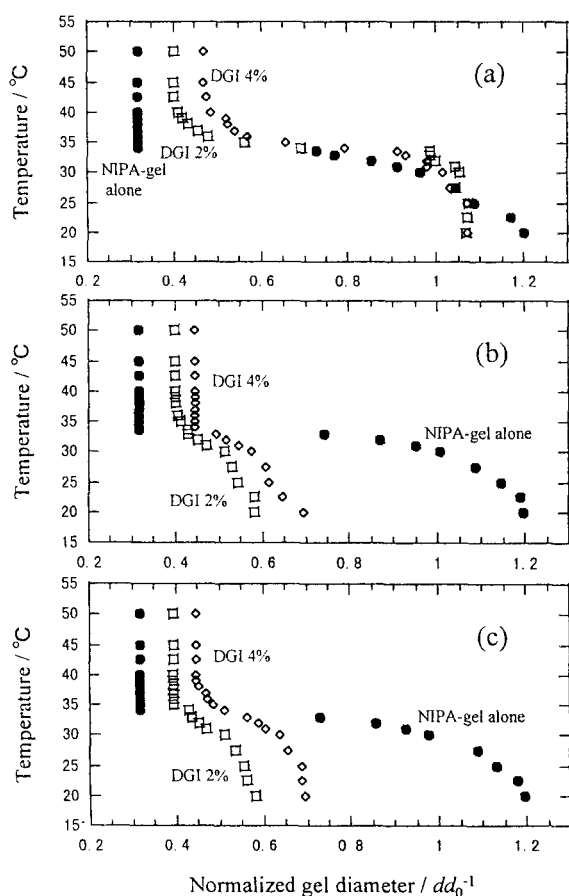 55
50
45
40
35
30
25
20
15
Temperature / °C
(a)
DGI 4%
NIPA-gel
alone
DGI 2%
0.2 0.4 0.6 0.8 1 1.2
55
50
45
40
35
30
25
20
15
Temperature / °C
(b)
DGI 4%
NIPA-gel alone
DGI 2%
0.2 0.4 0.6 0.8 1 1.2
55
50
45
40
35
30
25
20
15
Temperature / °C
(c)
DGI 4%
NIPA-gel alone
DGI 2%
0.2 0.4 0.6 0.8 1 1.2
Normalized gel diameter / dd₀⁻¹